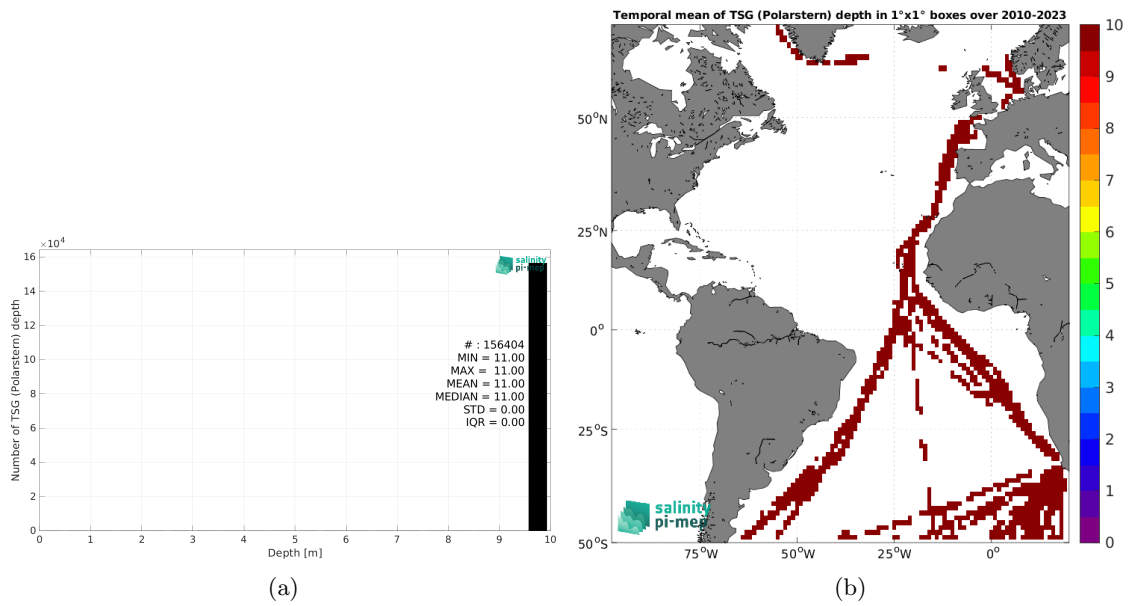 ×10⁴
16
14
12
10
8
6
4
2
0
Number of TSG (Polarstern) depth
salinity
pi-mep
# : 156404
MIN = 11.00
MAX = 11.00
MEAN = 11.00
MEDIAN = 11.00
STD = 0.00
IQR = 0.00
0 1 2 3 4 5 6 7 8 9 10
Depth [m]
(a)
Temporal mean of TSG (Polarstern) depth in 1°x1° boxes over 2010-2023
50°N
25°N
0°
25°S
50°S
75°W 50°W 25°W 0°
salinity
pi-mep
10
9
8
7
6
5
4
3
2
1
0
(b)